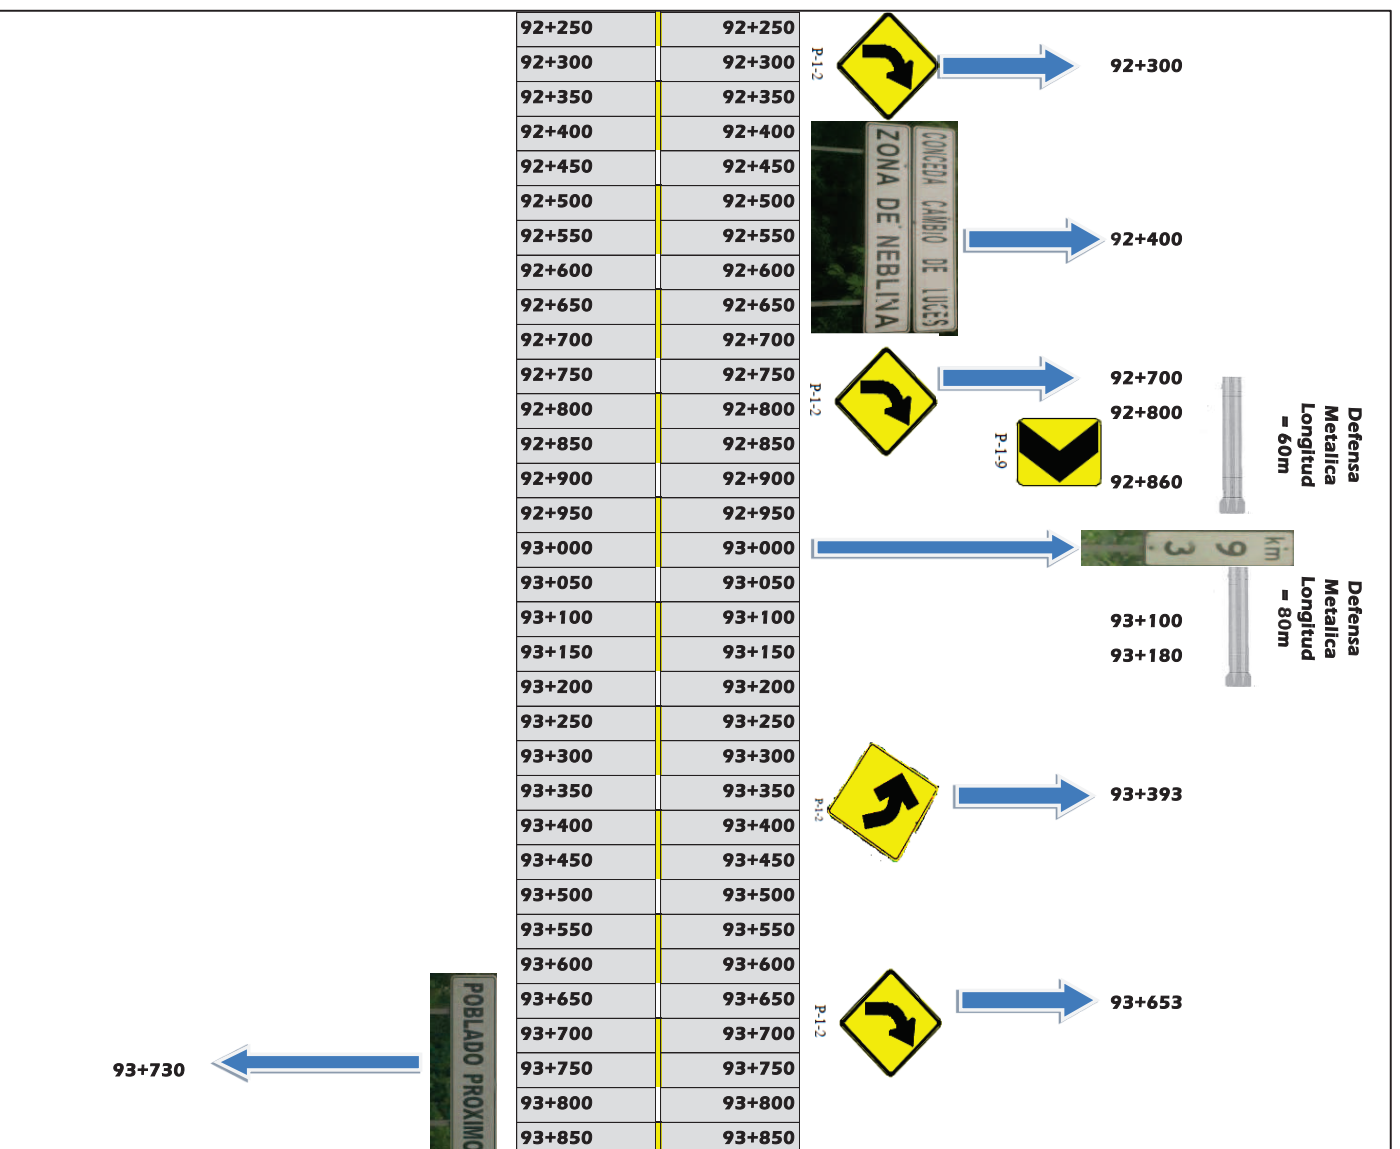 92+250 92+250
P-1-2
92+300
92+300 92+300
92+350 92+350
92+400 92+400
CONCEDA CAMBIO DE LUCES
ZONA DE NEBLINA
92+450 92+450
92+500 92+500
92+550 92+550
92+400
92+600 92+600
92+650 92+650
92+700 92+700
92+750 92+750
92+700
P-1-2
92+800 92+800
92+800
Defensa
Metalica
Longitud
= 60m
92+850 92+850
P-1-9
92+900 92+900
92+860
92+950 92+950
93+000 93+000
km
9
3
93+050 93+050
93+100 93+100
93+100
Defensa
Metalica
Longitud
= 80m
93+150 93+150
93+180
93+200 93+200
93+250 93+250
93+300 93+300
93+350 93+350
93+393
P-1-2
93+400 93+400
93+450 93+450
93+500 93+500
93+550 93+550
93+600 93+600
93+650 93+650
93+653
P-1-2
93+700 93+700
POBLADO PROXIMO
93+730
93+750 93+750
93+800 93+800
93+850 93+850